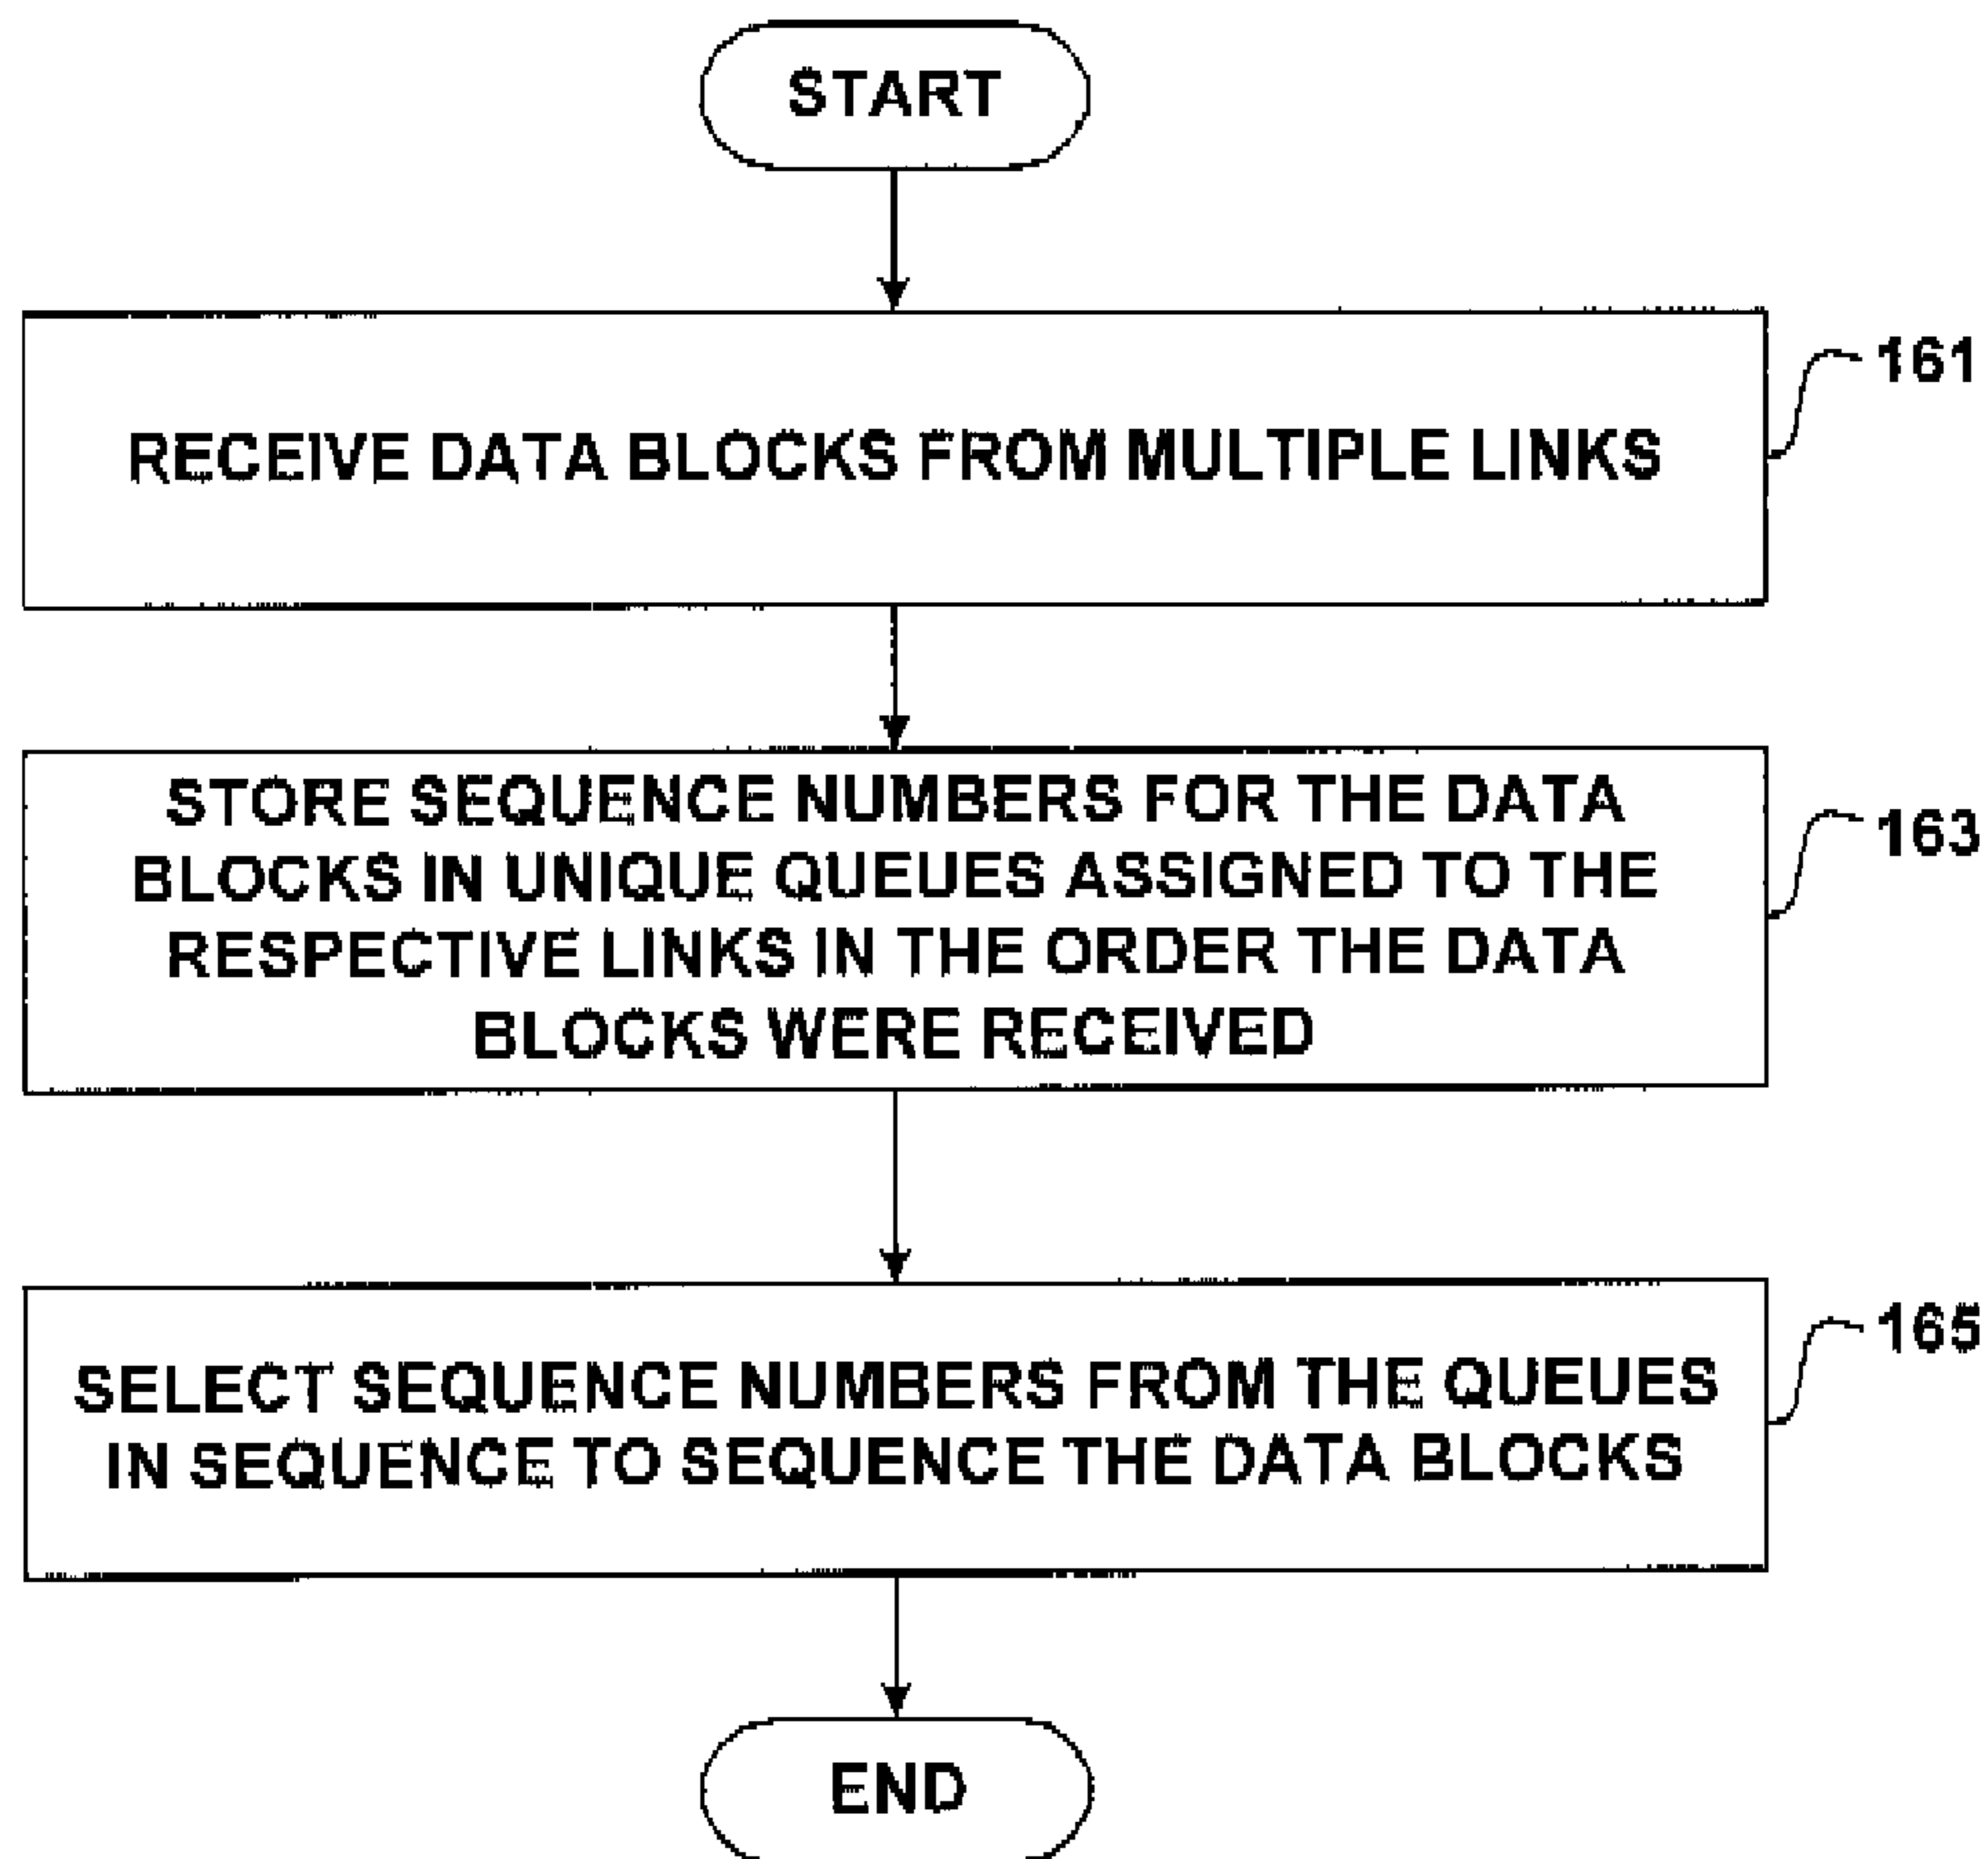 START
RECEIVE DATA BLOCKS FROM MULTIPLE LINKS
161
STORE SEQUENCE NUMBERS FOR THE DATA
BLOCKS IN UNIQUE QUEUES ASSIGNED TO THE
RESPECTIVE LINKS IN THE ORDER THE DATA
BLOCKS WERE RECEIVED
163
SELECT SEQUENCE NUMBERS FROM THE QUEUES
IN SEQUENCE TO SEQUENCE THE DATA BLOCKS
165
END